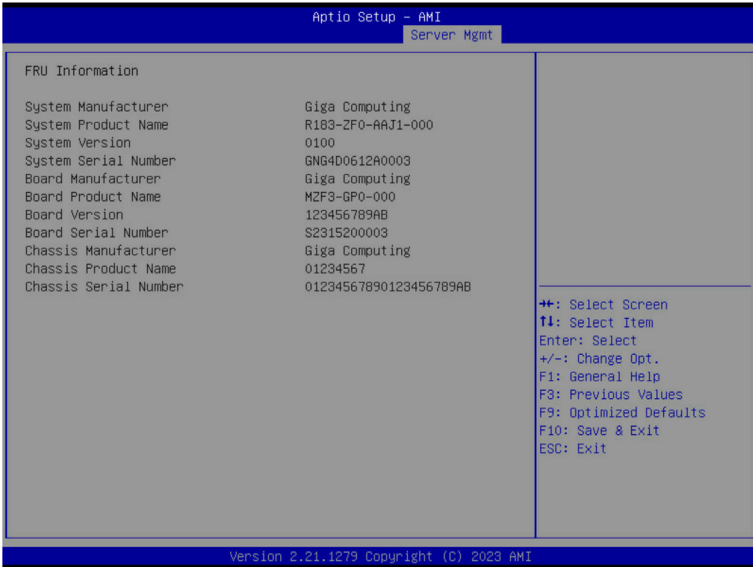 Aptio Setup – AMI
Server Mgmt
FRU Information
System Manufacturer Giga Computing
System Product Name R183-ZF0-AAJ1-000
System Version 0100
System Serial Number GNG4D0612A0003
Board Manufacturer Giga Computing
Board Product Name MZF3-GP0-000
Board Version 123456789AB
Board Serial Number S2315200003
Chassis Manufacturer Giga Computing
Chassis Product Name 01234567
Chassis Serial Number 01234567890123456789AB
→←: Select Screen
↑↓: Select Item
Enter: Select
+/-: Change Opt.
F1: General Help
F3: Previous Values
F9: Optimized Defaults
F10: Save & Exit
ESC: Exit
Version 2.21.1279 Copyright (C) 2023 AMI